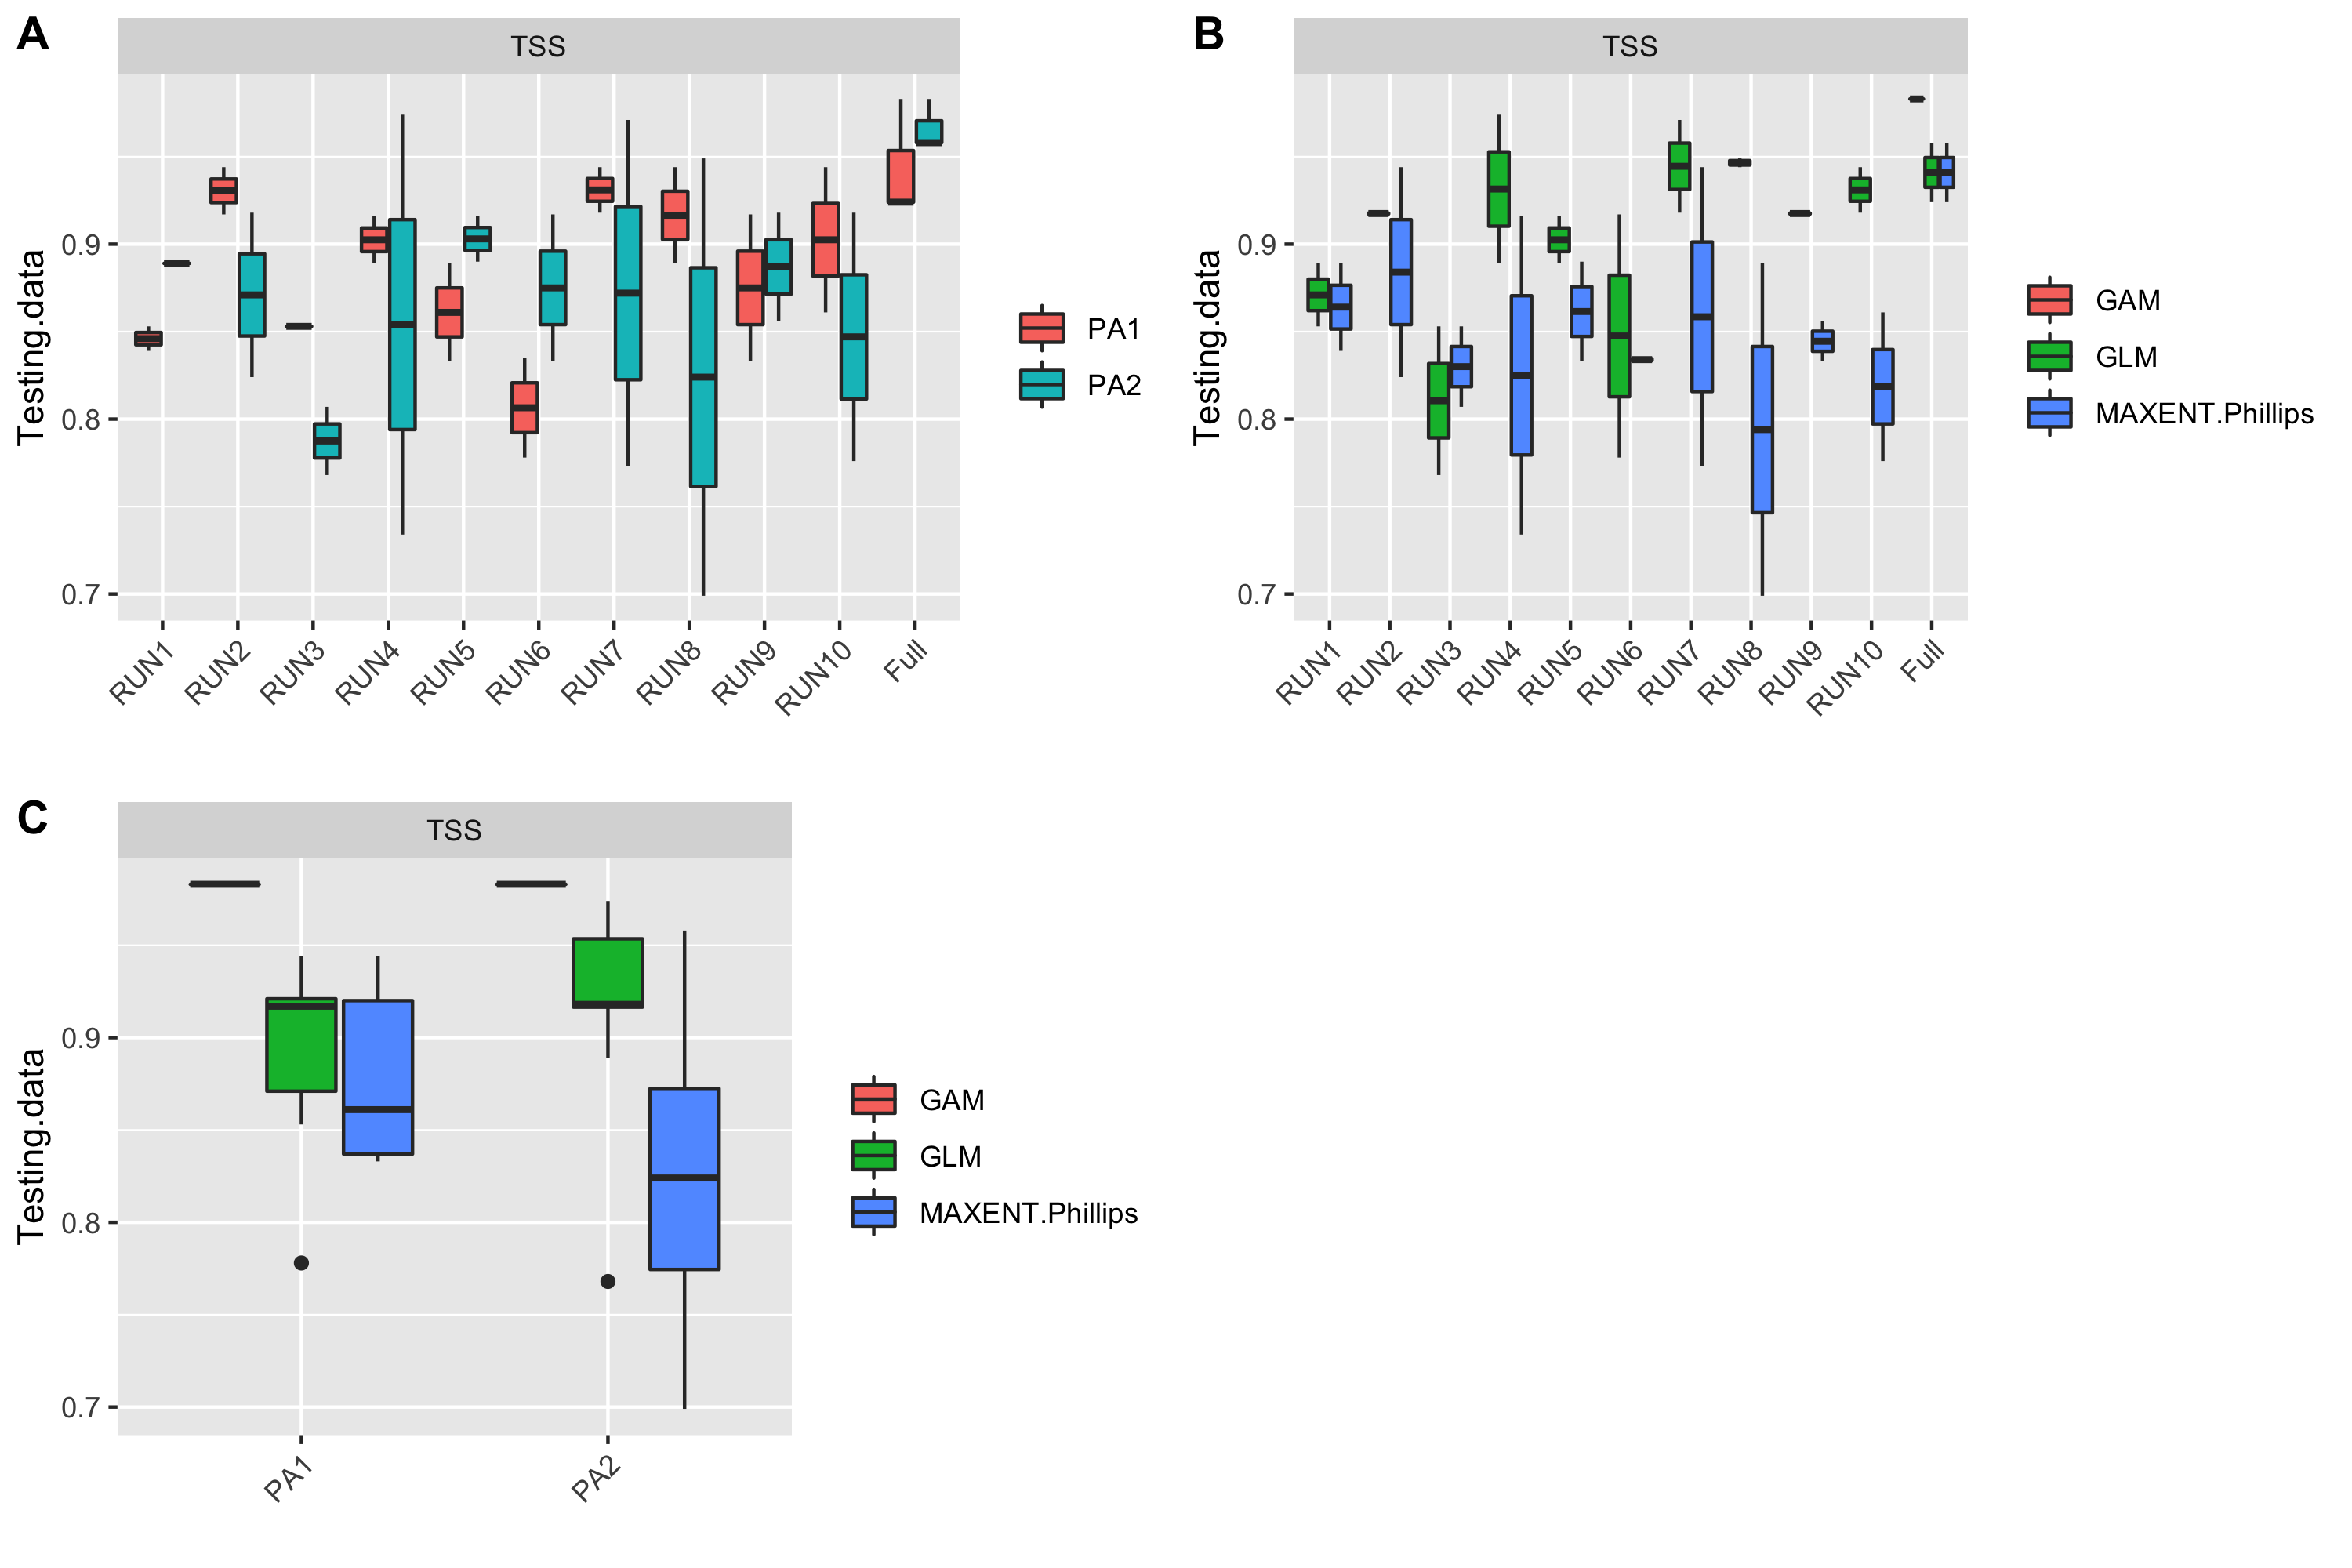 A
TSS
Testing.data
0.9
0.8
0.7
RUN1
RUN2
RUN3
RUN4
RUN5
RUN6
RUN7
RUN8
RUN9
RUN10
Full
PA1
PA2
B
TSS
Testing.data
0.9
0.8
0.7
RUN1
RUN2
RUN3
RUN4
RUN5
RUN6
RUN7
RUN8
RUN9
RUN10
Full
GAM
GLM
MAXENT.Phillips
C
TSS
Testing.data
0.9
0.8
0.7
PA1
PA2
GAM
GLM
MAXENT.Phillips